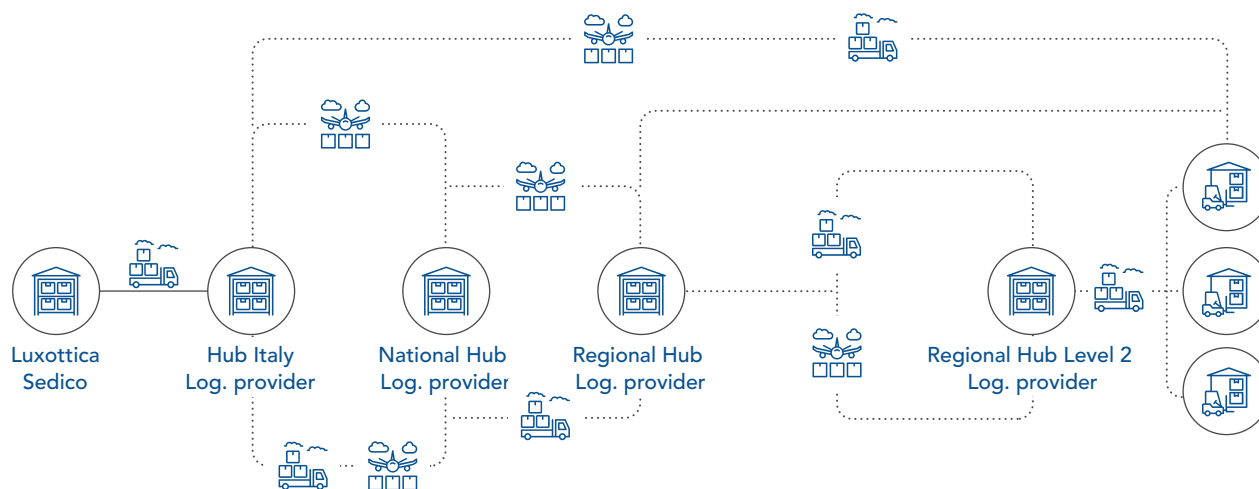 Luxottica
Sedico
Hub Italy
Log. provider
National Hub
Log. provider
Regional Hub
Log. provider
Regional Hub Level 2
Log. provider